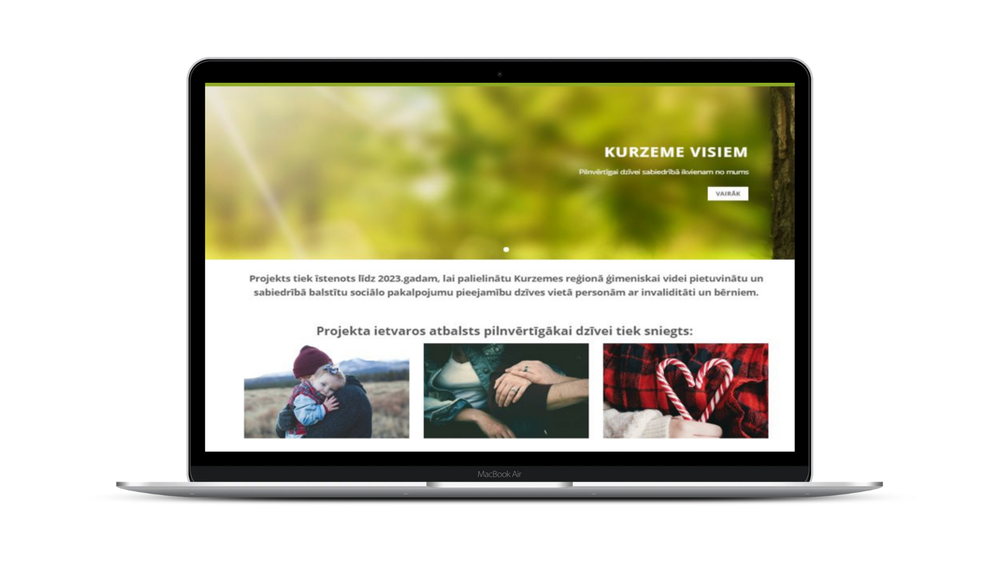 KURZEME VISIEM
Pilnvērtīgai dzīvei sabiedrībā ikvienam no mums
VAIRĀK
Projekts tiek īstenots līdz 2023.gadam, lai palielinātu Kurzemes reģionā ģimeniskai videi pietuvinātu un
sabiedrībā balstītu sociālo pakalpojumu pieejamību dzīves vietā personām ar invaliditāti un bērniem.
Projekta ietvaros atbalsts pilnvērtīgākai dzīvei tiek sniegts:
MacBook Air